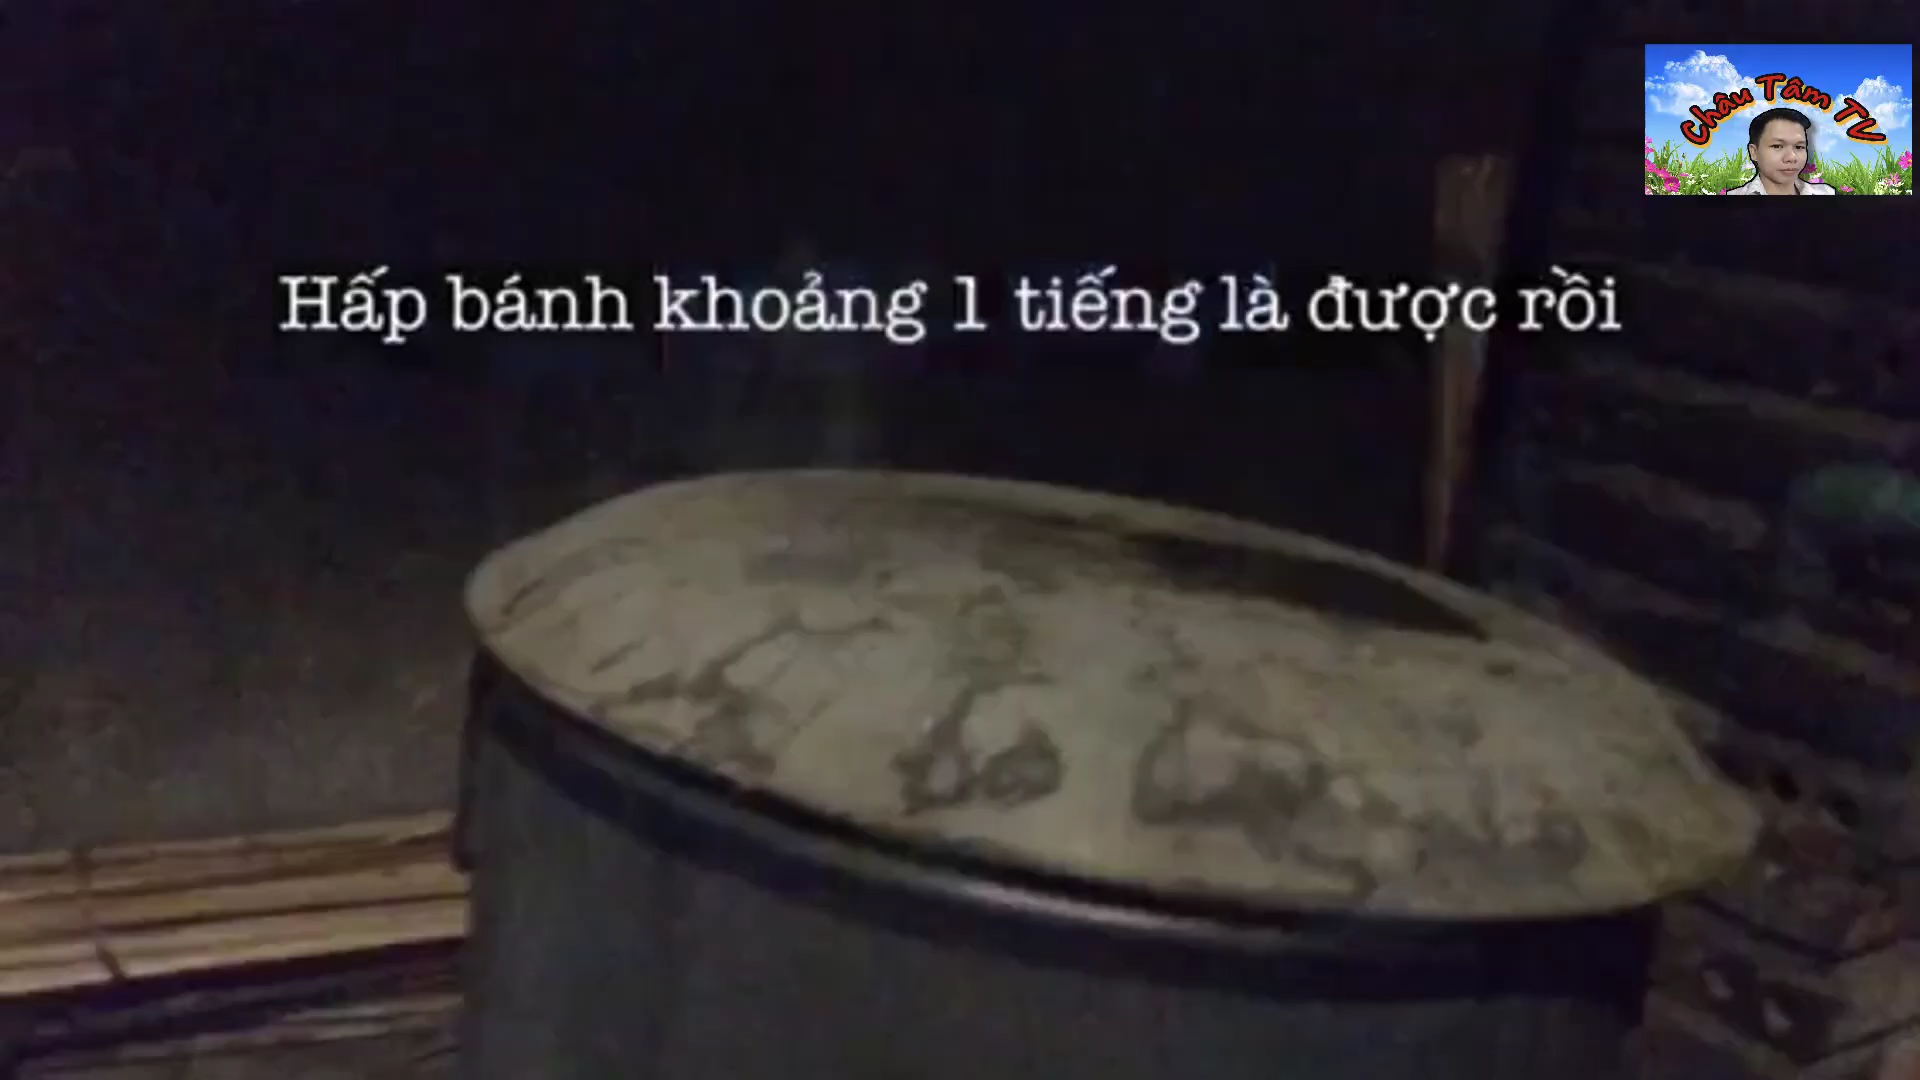 Châu Tâm TV
Hấp bánh khoảng 1 tiếng là được rồi